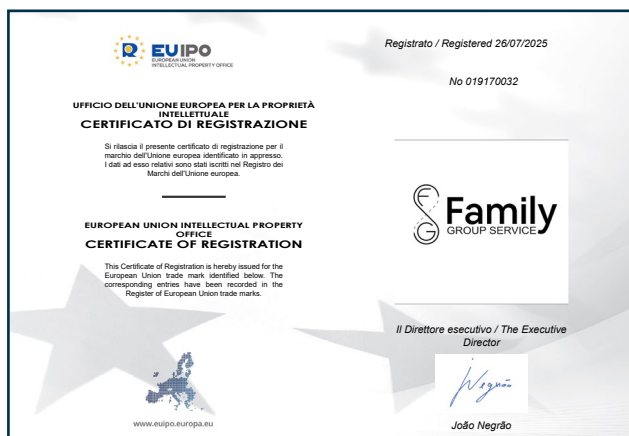 EUIPO
EUROPEAN UNION
INTELLECTUAL PROPERTY OFFICE
UFFICIO DELL'UNIONE EUROPEA PER LA PROPRIETÀ
INTELLETTUALE
CERTIFICATO DI REGISTRAZIONE
Si rilascia il presente certificato di registrazione per il
marchio dell'Unione europea identificato in appresso.
I dati ad esso relativi sono stati iscritti nel Registro dei
Marchi dell'Unione europea.
EUROPEAN UNION INTELLECTUAL PROPERTY
OFFICE
CERTIFICATE OF REGISTRATION
This Certificate of Registration is hereby issued for the
European Union trade mark identified below. The
corresponding entries have been recorded in the
Register of European Union trade marks.
www.euipo.europa.eu
Registrato / Registered 26/07/2025
No 019170032
F S
G
Family
GROUP SERVICE
Il Direttore esecutivo / The Executive
Director
João Negrão